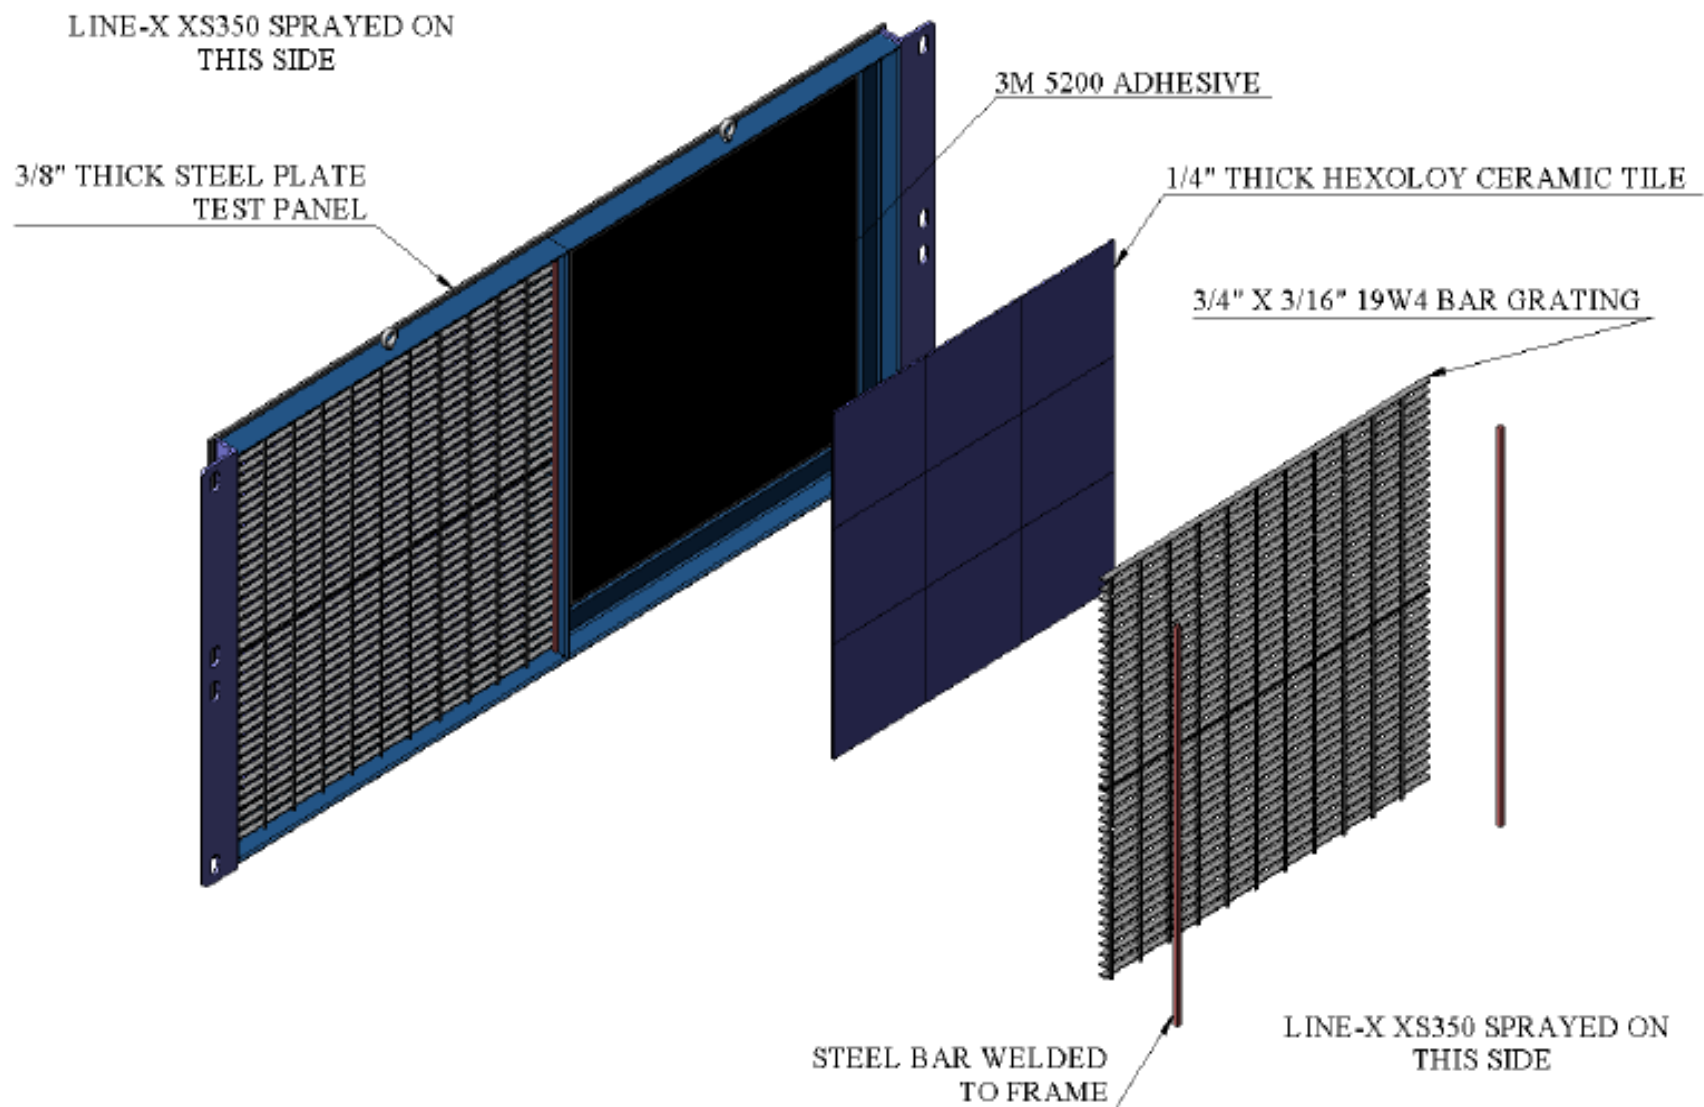 LINE-X XS350 SPRAYED ON
THIS SIDE
3M 5200 ADHESIVE
3/8" THICK STEEL PLATE
TEST PANEL
1/4" THICK HEXOLOY CERAMIC TILE
3/4" X 3/16" 19W4 BAR GRATING
STEEL BAR WELDED
TO FRAME
LINE-X XS350 SPRAYED ON
THIS SIDE